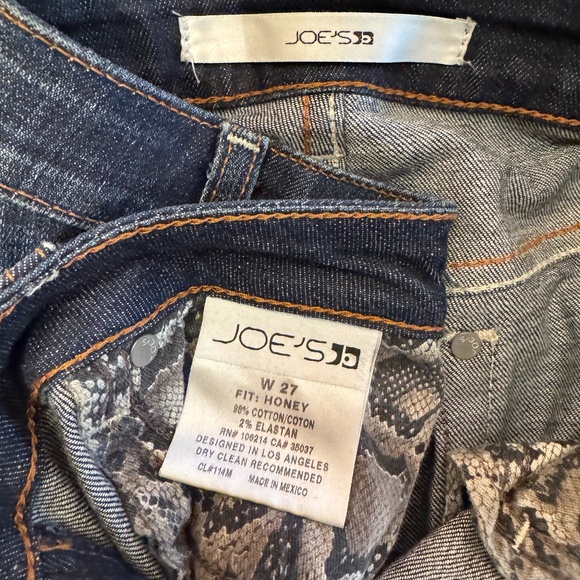 JOE'S
JOE'S
W 27
FIT: HONEY
98% COTTON/COTON
2% ELASTAN
RN# 106214 CA# 35037
DESIGNED IN LOS ANGELES
DRY CLEAN RECOMMENDED
CL#114M MADE IN MEXICO